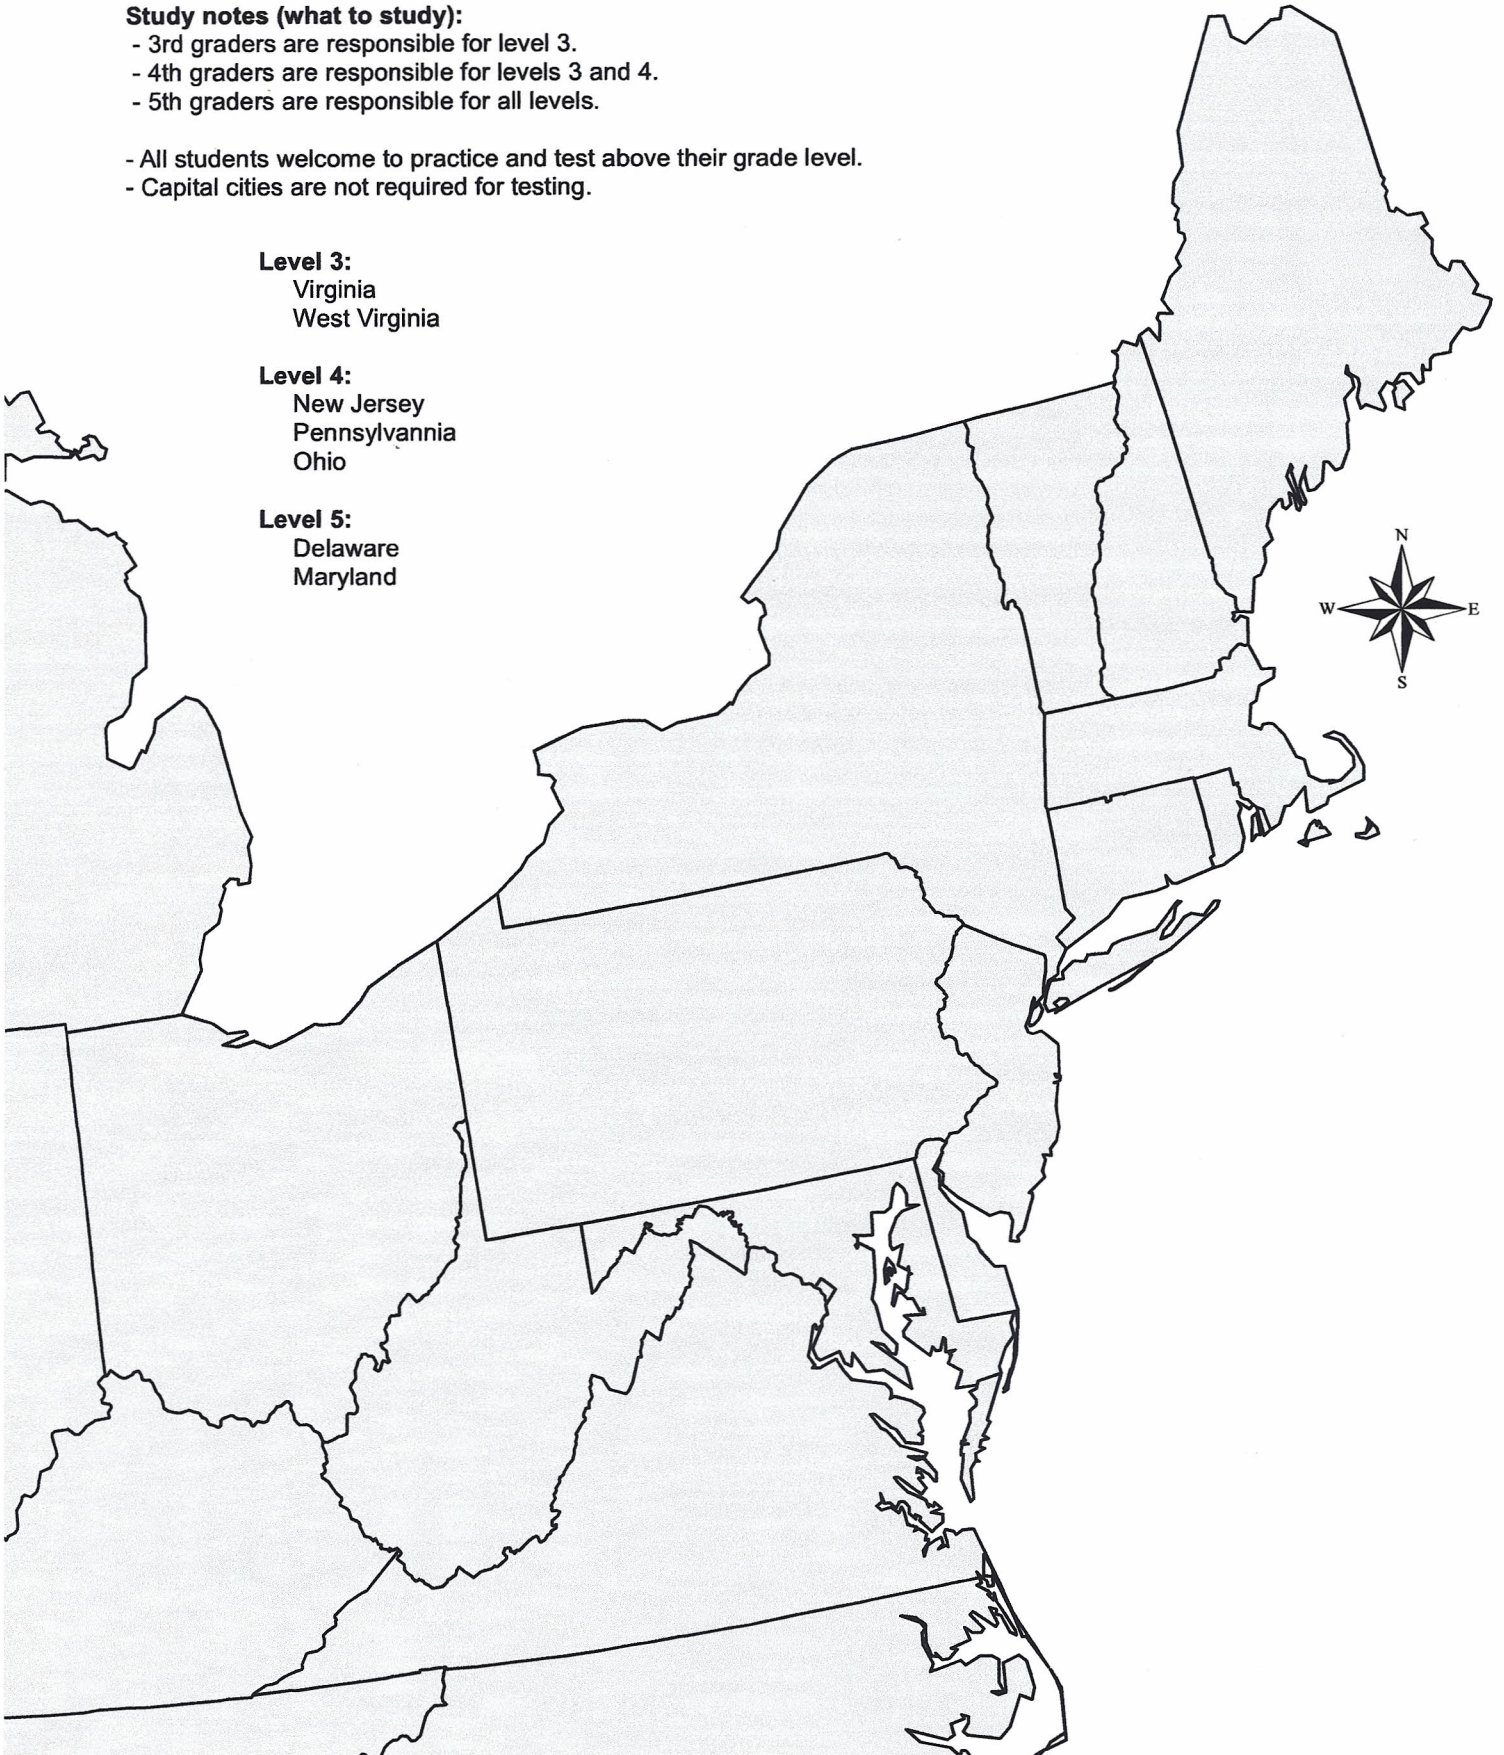 Study notes (what to study):
- 3rd graders are responsible for level 3.
- 4th graders are responsible for levels 3 and 4.
- 5th graders are responsible for all levels.
- All students welcome to practice and test above their grade level.
- Capital cities are not required for testing.
Level 3:
Virginia
West Virginia
Level 4:
New Jersey
Pennsylvannia
Ohio
Level 5:
Delaware
Maryland
N
W E
S